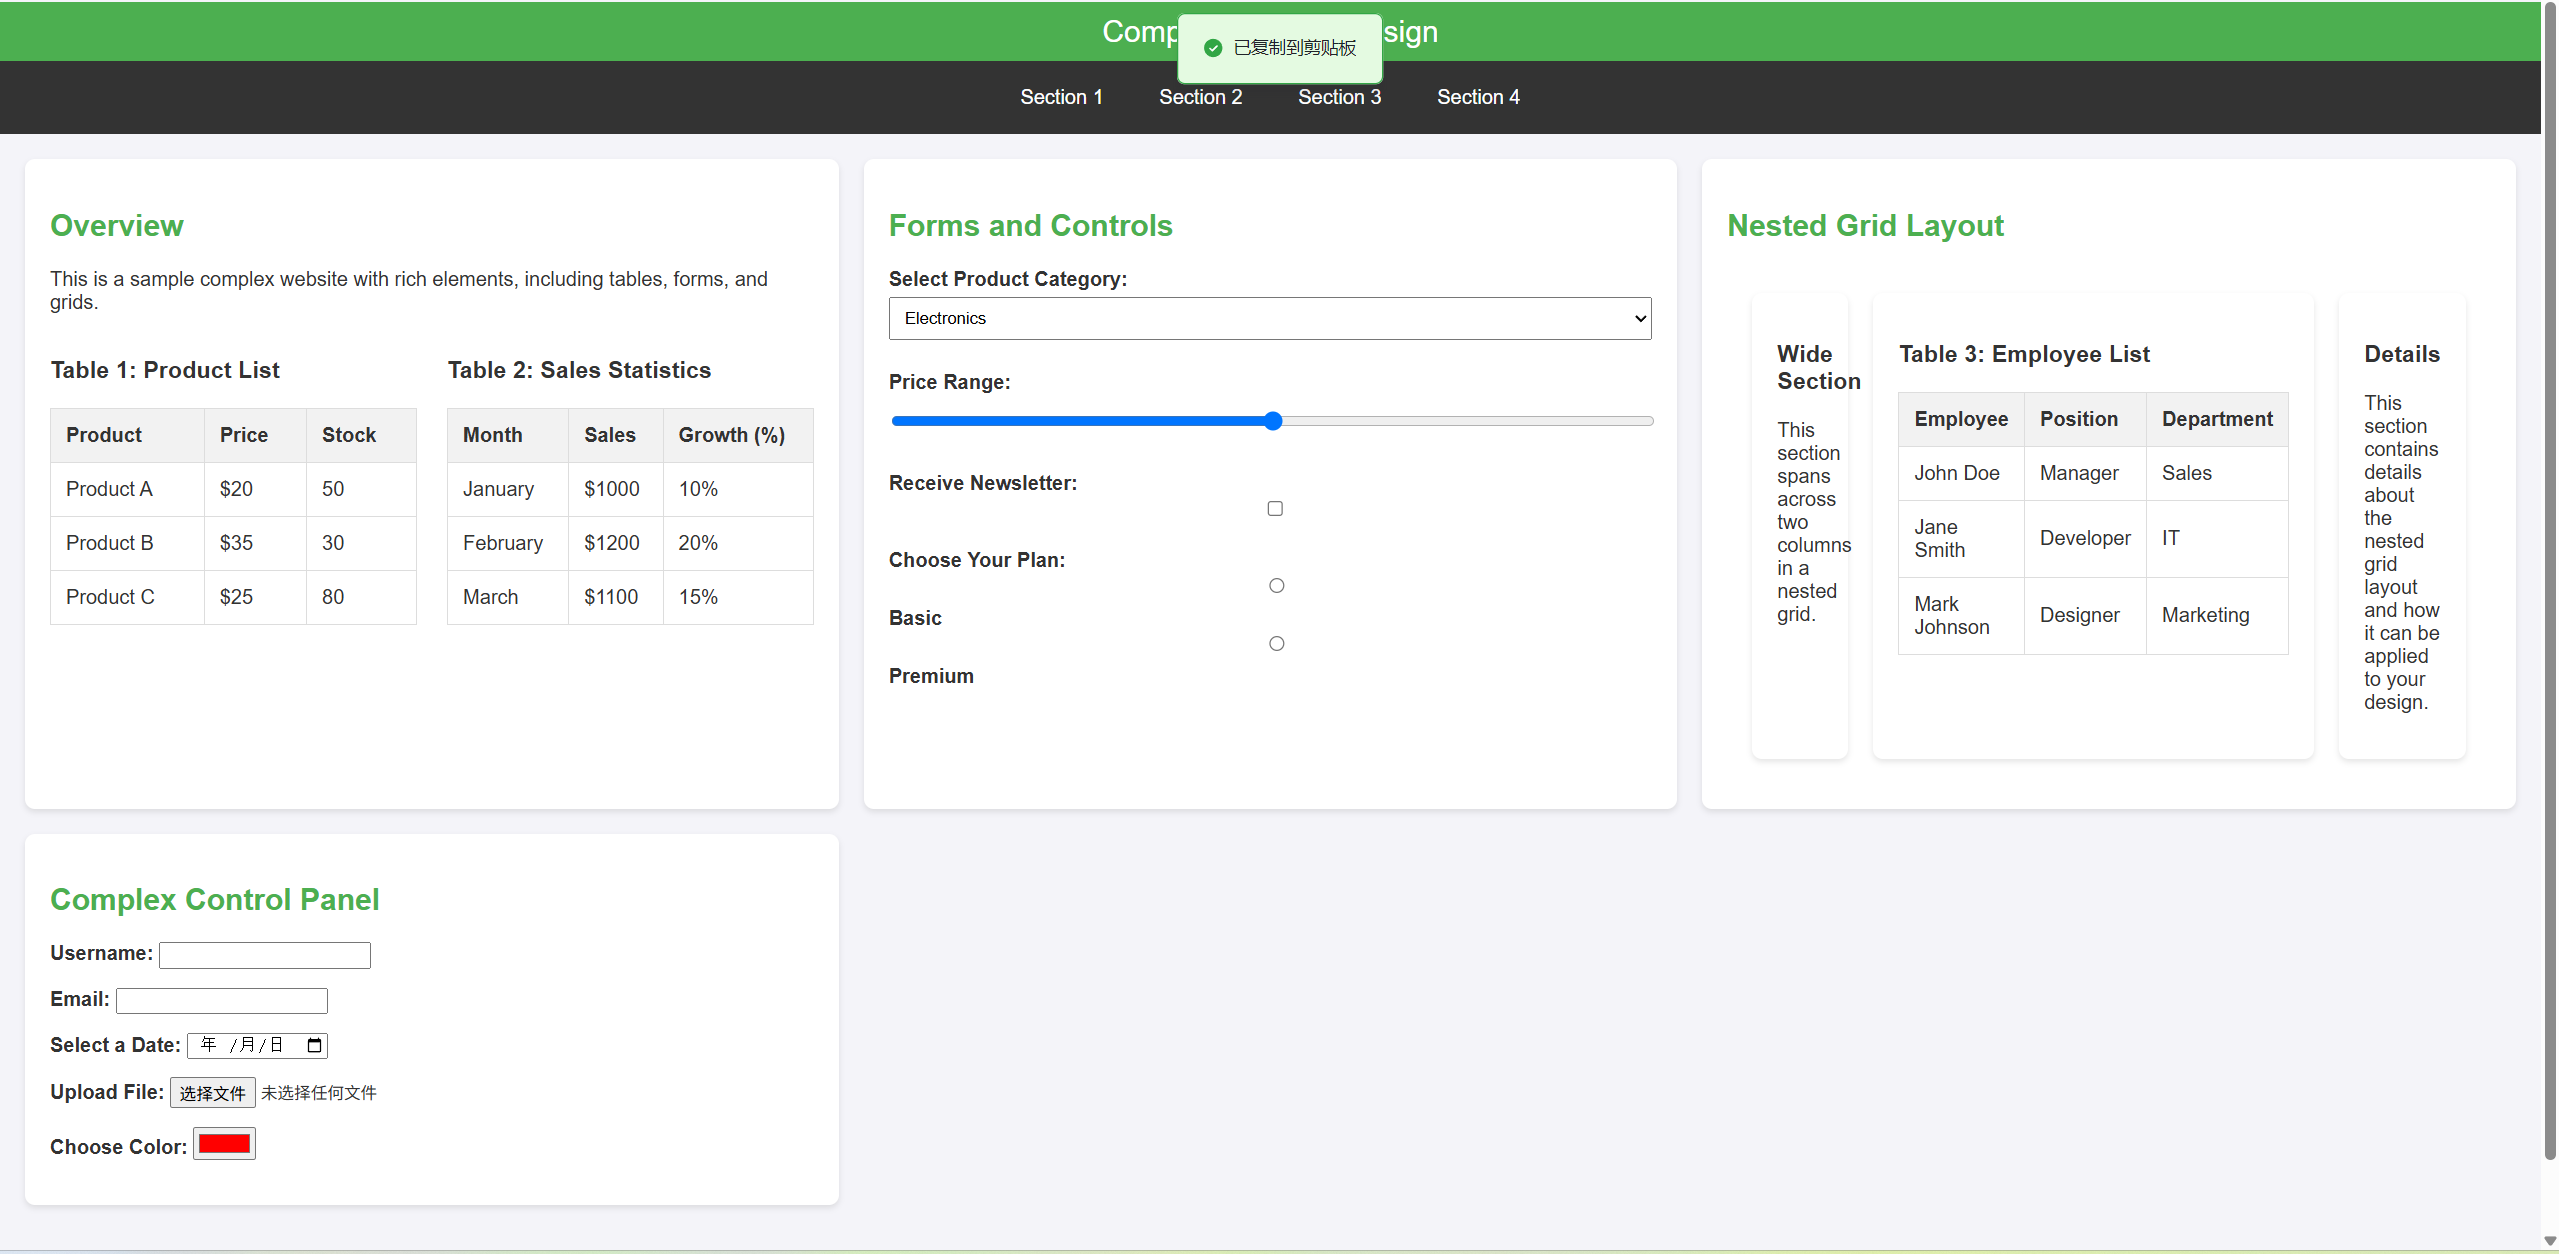 Comp
sign
已复制到剪贴板
Section 1 Section 2 Section 3 Section 4
Overview
This is a sample complex website with rich elements, including tables, forms, and
grids.
Table 1: Product List
Product Price Stock
Product A $20 50
Product B $35 30
Product C $25 80
Table 2: Sales Statistics
Month Sales Growth (%)
January $1000 10%
February $1200 20%
March $1100 15%
Forms and Controls
Select Product Category:
Electronics
Price Range:
Receive Newsletter:
Choose Your Plan:
Basic
Premium
Nested Grid Layout
Wide
Section
This
section
spans
across
two
columns
in a
nested
grid.
Table 3: Employee List
Employee Position Department
John Doe Manager Sales
Jane
Smith Developer IT
Mark
Johnson Designer Marketing
Details
This
section
contains
details
about
the
nested
grid
layout
and how
it can be
applied
to your
design.
Complex Control Panel
Username:
Email:
Select a Date: 年 /月/日
Upload File: 选择文件 未选择任何文件
Choose Color: